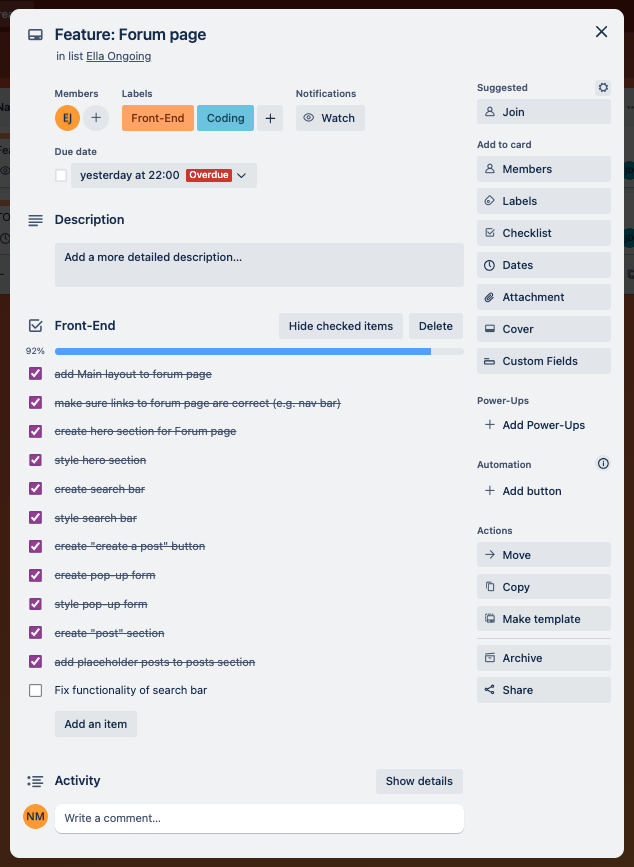 Feature: Forum page
in list Ella Ongoing
Members
Labels
Notifications
EJ
Front-End
Coding
Watch
Due date
yesterday at 22:00 Overdue
Description
Add a more detailed description...
Front-End
Hide checked items
Delete
92%
add Main layout to forum page
make sure links to forum page are correct (e.g. nav bar)
create hero section for Forum page
style hero section
create search bar
style search bar
create "create a post" button
create pop-up form
style pop-up form
create "post" section
add placeholder posts to posts section
Fix functionality of search bar
Add an item
Activity
Show details
NM
Write a comment...
Suggested
Join
Add to card
Members
Labels
Checklist
Dates
Attachment
Cover
Custom Fields
Power-Ups
Add Power-Ups
Automation
Add button
Actions
Move
Copy
Make template
Archive
Share